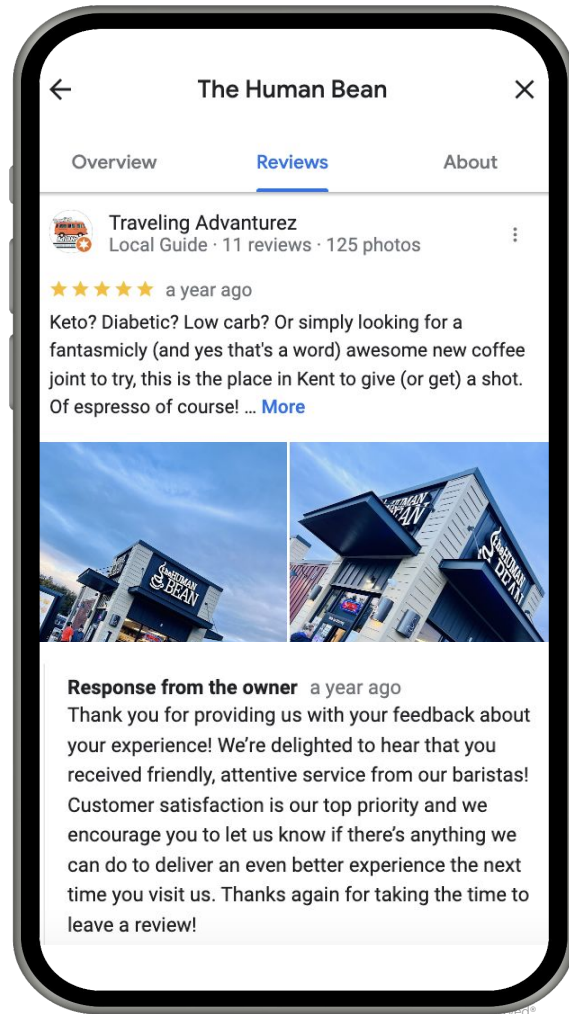 The Human Bean
Overview Reviews About
Traveling Advanturez
Local Guide · 11 reviews · 125 photos
a year ago
Keto? Diabetic? Low carb? Or simply looking for a
fantasmicly (and yes that's a word) awesome new coffee
joint to try, this is the place in Kent to give (or get) a shot.
Of espresso of course! ... More
the HUMAN
BEAN
HUMAN
BEAN
the HUMAN
BEAN
Response from the owner a year ago
Thank you for providing us with your feedback about
your experience! We’re delighted to hear that you
received friendly, attentive service from our baristas!
Customer satisfaction is our top priority and we
encourage you to let us know if there’s anything we
can do to deliver an even better experience the next
time you visit us. Thanks again for taking the time to
leave a review!